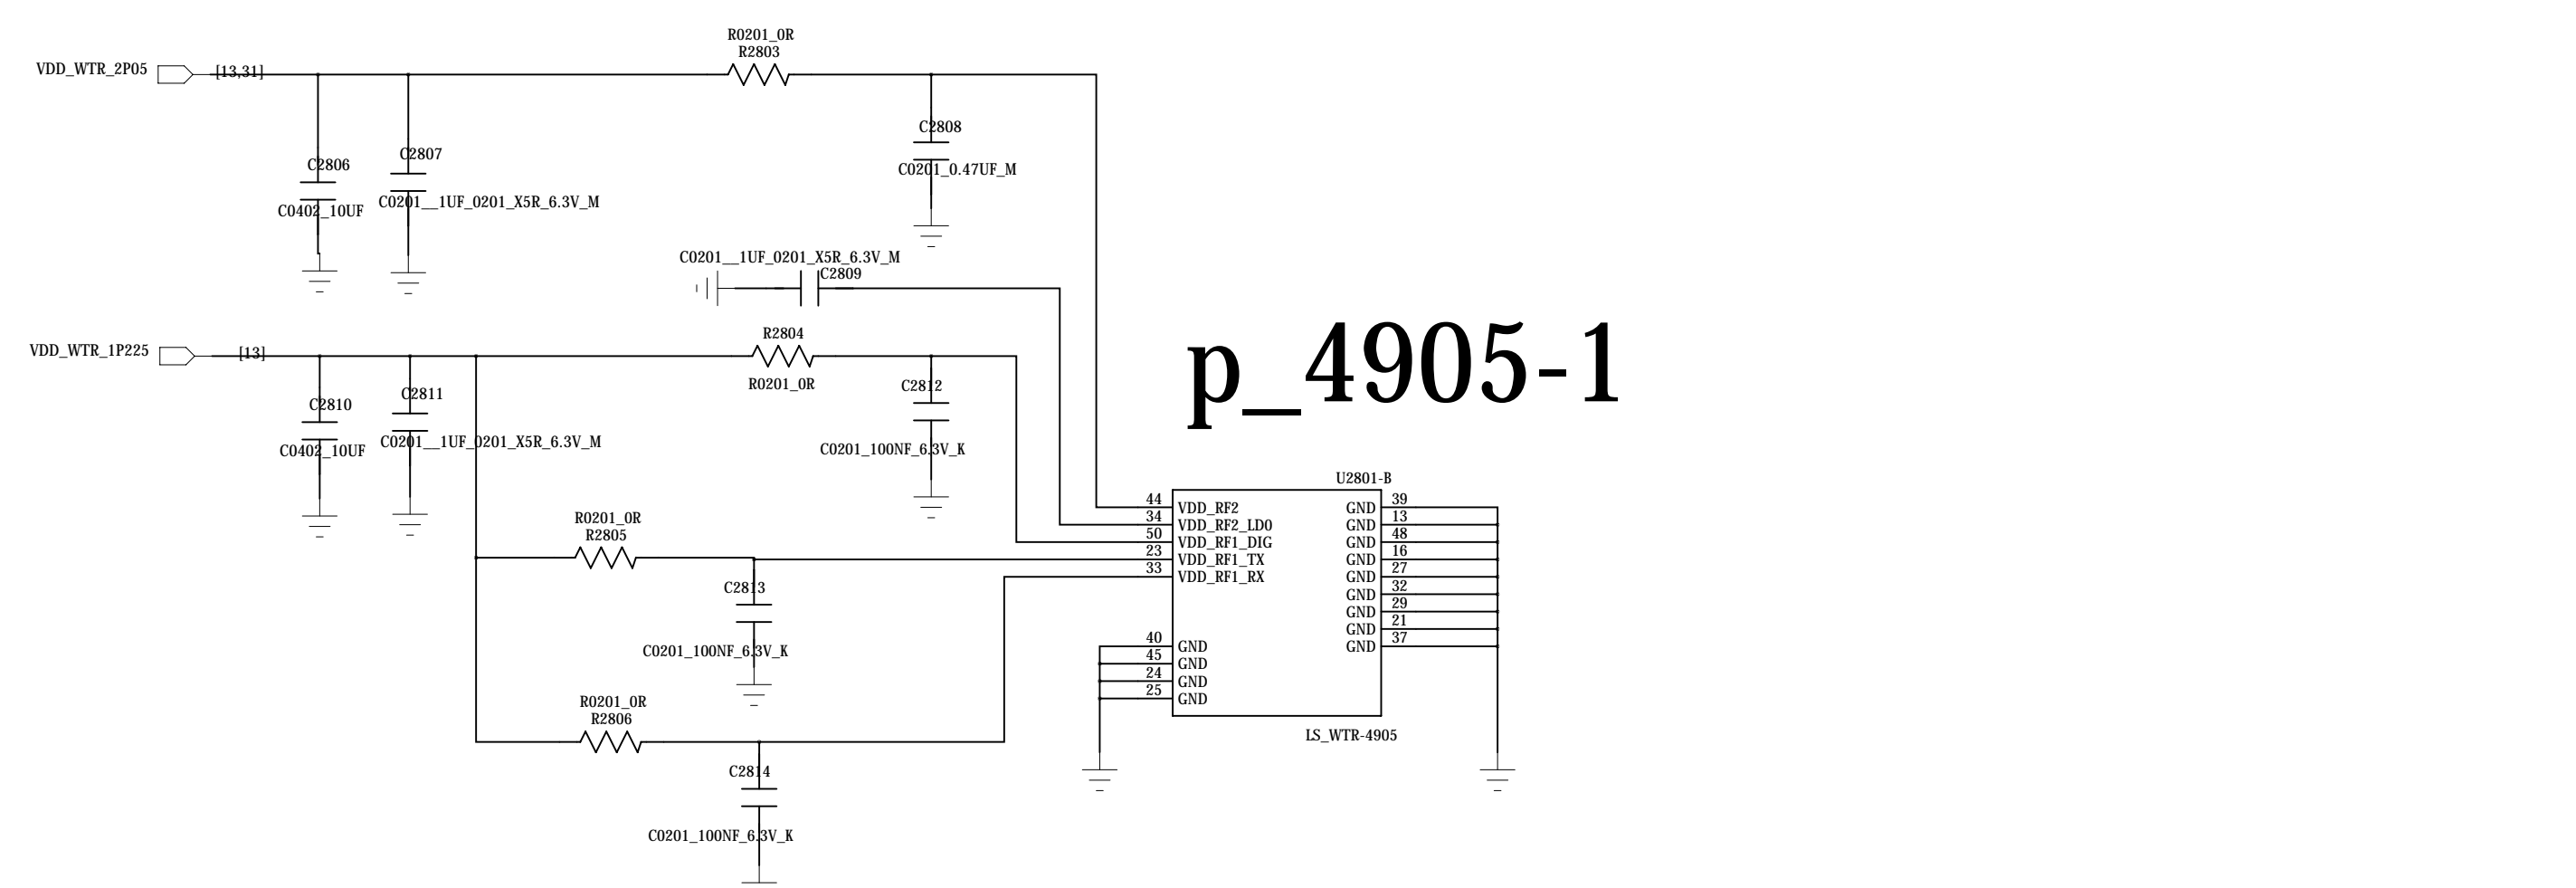 R0201_0R
R2803
VDD_WTR_2P05
[13,31]
C2808
C2807
C2806
C0201_0.47UF_M
C0201__1UF_0201_X5R_6.3V_M
C0402_10UF
C0201__1UF_0201_X5R_6.3V_M
C2809
R2804
VDD_WTR_1P225
[13]
p_4905-1
R0201_0R
C2812
C2811
C2810
C0201__1UF_0201_X5R_6.3V_M
C0402_10UF
C0201_100NF_6.3V_K
U2801-B
44 VDD_RF2 GND 39
34 VDD_RF2_LDO GND 13
50 VDD_RF1_DIG GND 48
23 VDD_RF1_TX GND 16
33 VDD_RF1_RX GND 27
GND 32
GND 29
GND 21
40 GND GND 37
45 GND
24 GND
25 GND
LS_WTR-4905
R0201_0R
R2805
C2813
C0201_100NF_6.3V_K
R0201_0R
R2806
C2814
C0201_100NF_6.3V_K